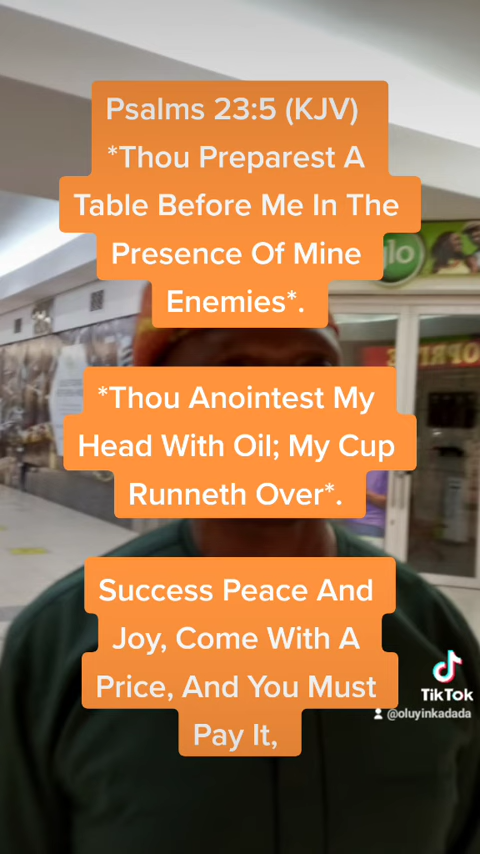 Psalms 23:5 (KJV)
*Thou Preparest A
Table Before Me In The
Presence Of Mine
Enemies*.
*Thou Anointest My
Head With Oil; My Cup
Runneth Over*.
Success Peace And
Joy, Come With A
Price, And You Must
Pay It,
glo
TikTok
@oluyinkadada